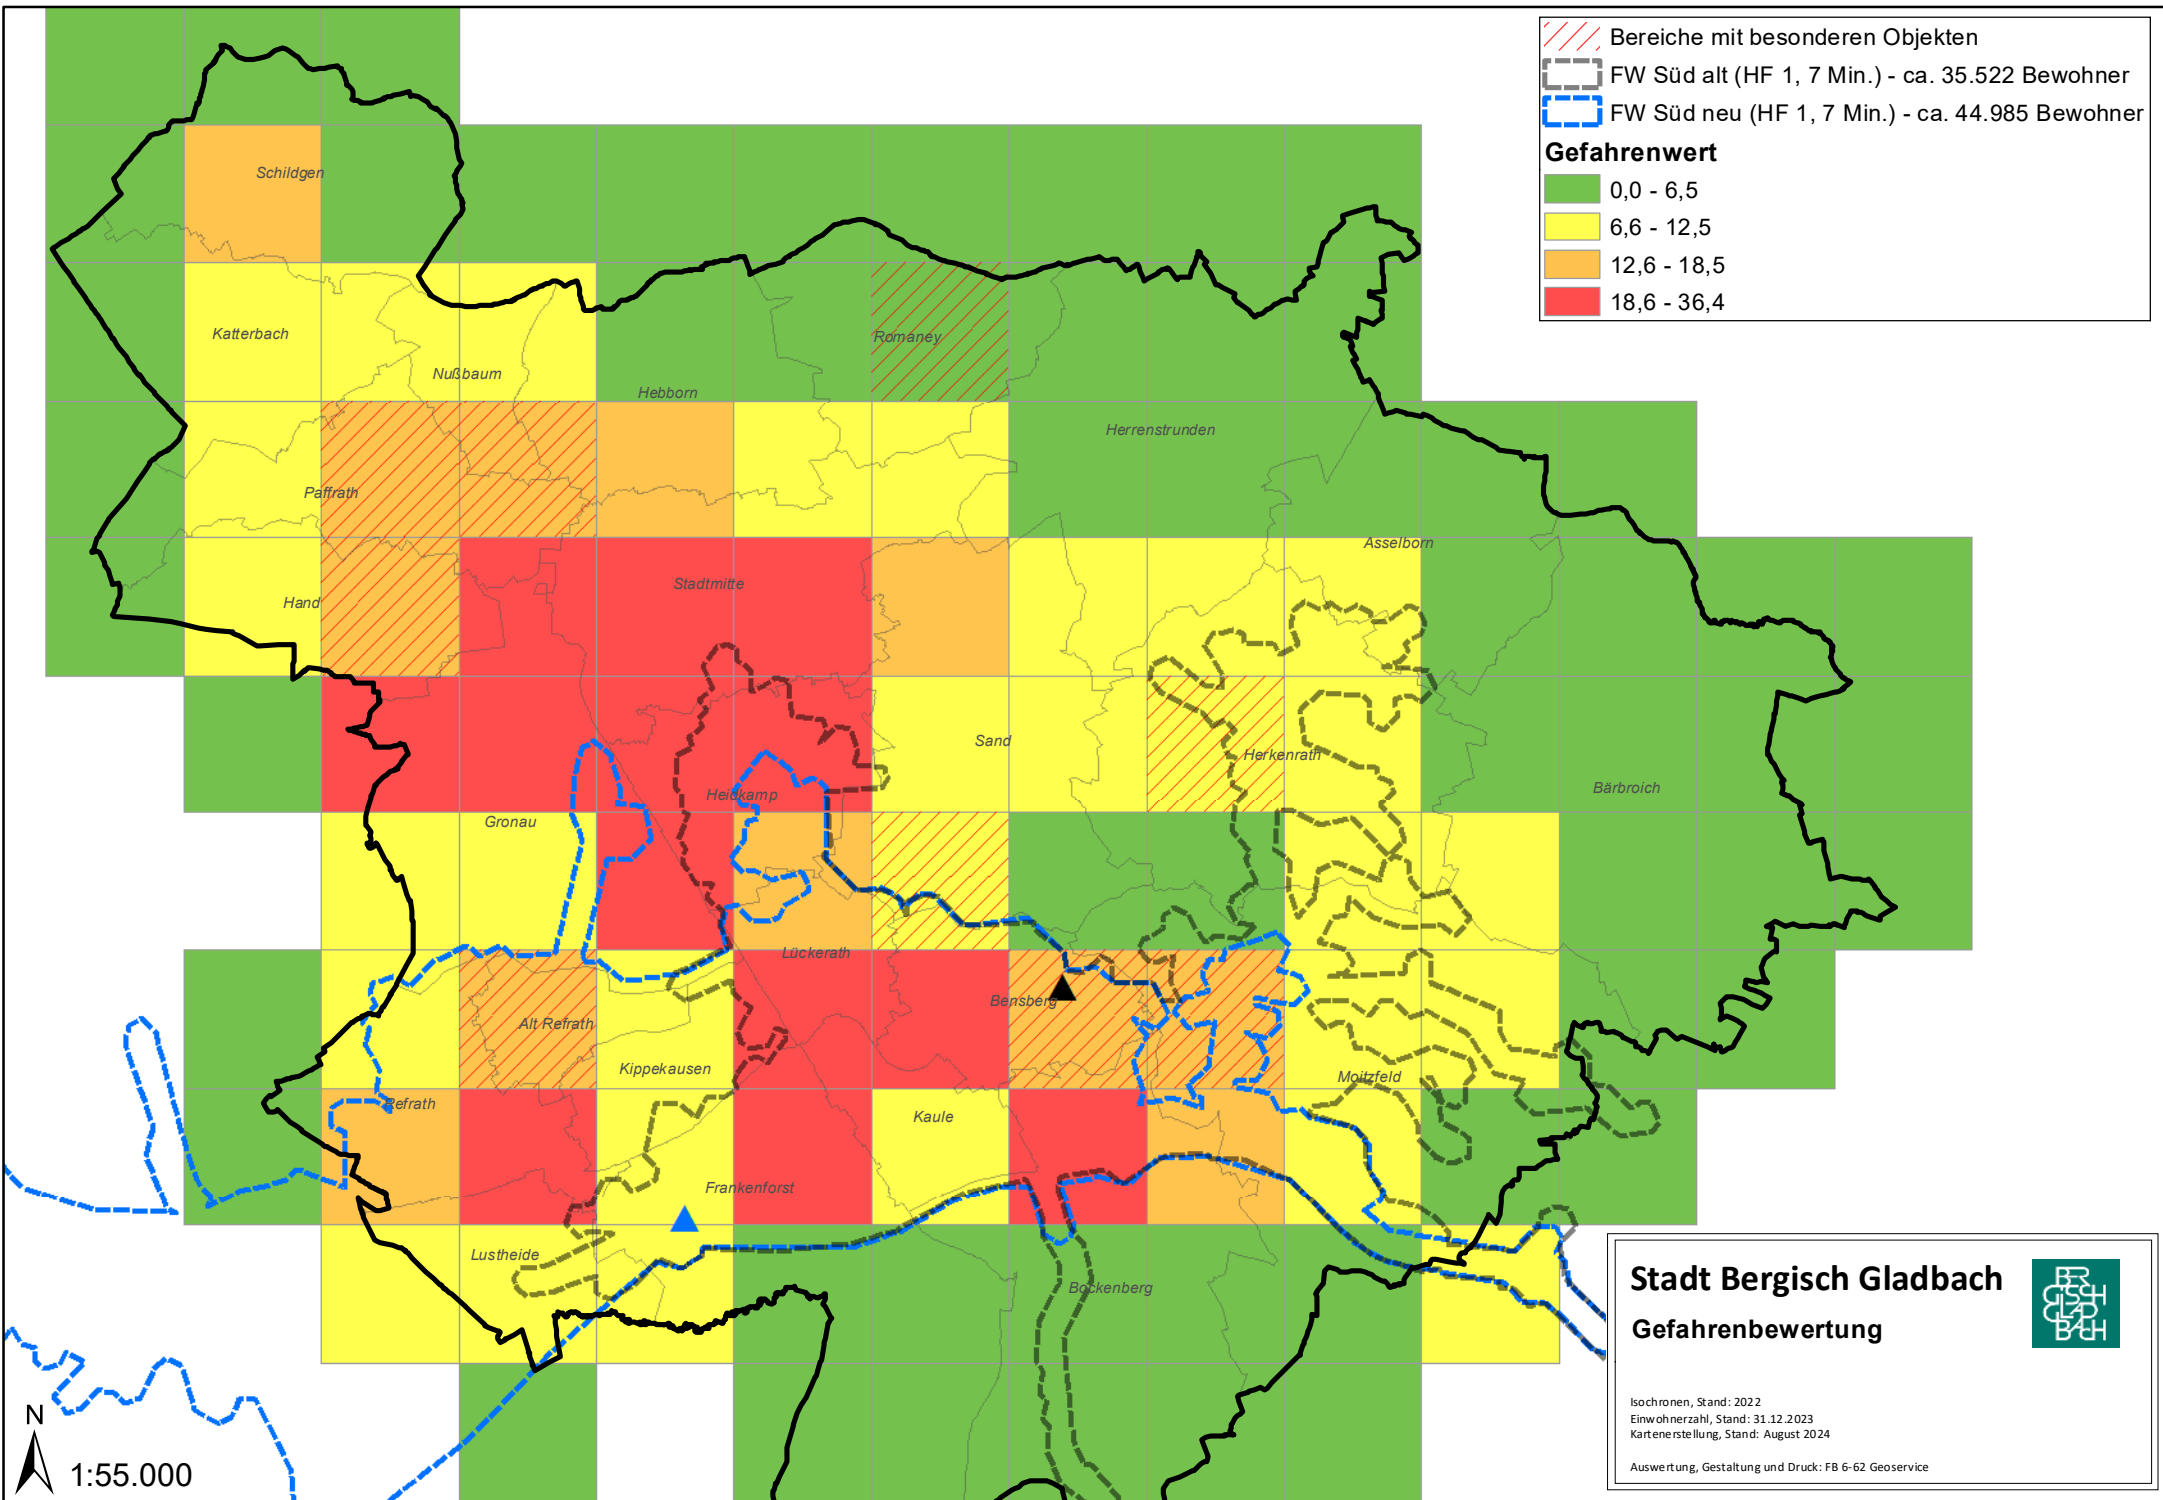 Bereiche mit besonderen Objekten
FW Süd alt (HF 1, 7 Min.) - ca. 35.522 Bewohner
FW Süd neu (HF 1, 7 Min.) - ca. 44.985 Bewohner
Gefahrenwert
0,0 - 6,5
6,6 - 12,5
12,6 - 18,5
18,6 - 36,4
Schildgen
Katterbach
Nußbaum
Romaney
Hebborn
Herrenstrunden
Paffrath
Asselborn
Stadtmitte
Hand
Sand
Herkenrath
Bärbroich
Heidkamp
Gronau
Lückerath
Bensberg
Alt Refrath
Kippekausen
Moitzfeld
Refrath
Kaule
Frankenforst
Lustheide
Bockenberg
Stadt Bergisch Gladbach
BER
GISCH
GLAD
BACH
Gefahrenbewertung
Isochronen, Stand: 2022
Einwohnerzahl, Stand: 31.12.2023
Kartenerstellung, Stand: August 2024
Auswertung, Gestaltung und Druck: FB 6-62 Geoservice
N
1:55.000